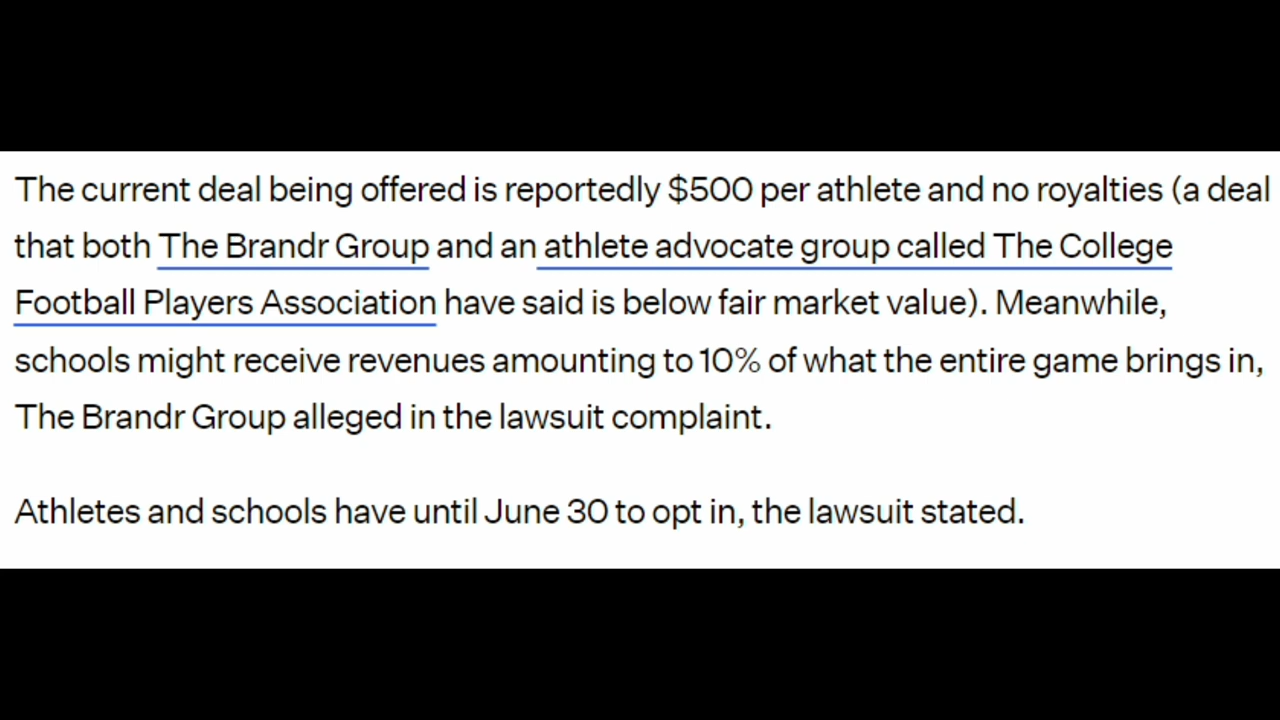 The current deal being offered is reportedly $500 per athlete and no royalties (a deal
that both The Brandr Group and an athlete advocate group called The College
Football Players Association have said is below fair market value). Meanwhile,
schools might receive revenues amounting to 10% of what the entire game brings in,
The Brandr Group alleged in the lawsuit complaint.
Athletes and schools have until June 30 to opt in, the lawsuit stated.